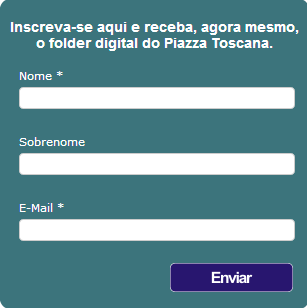 Inscreva-se aqui e receba, agora mesmo,
o folder digital do Piazza Toscana.
Nome *
Sobrenome
E-Mail *
Enviar